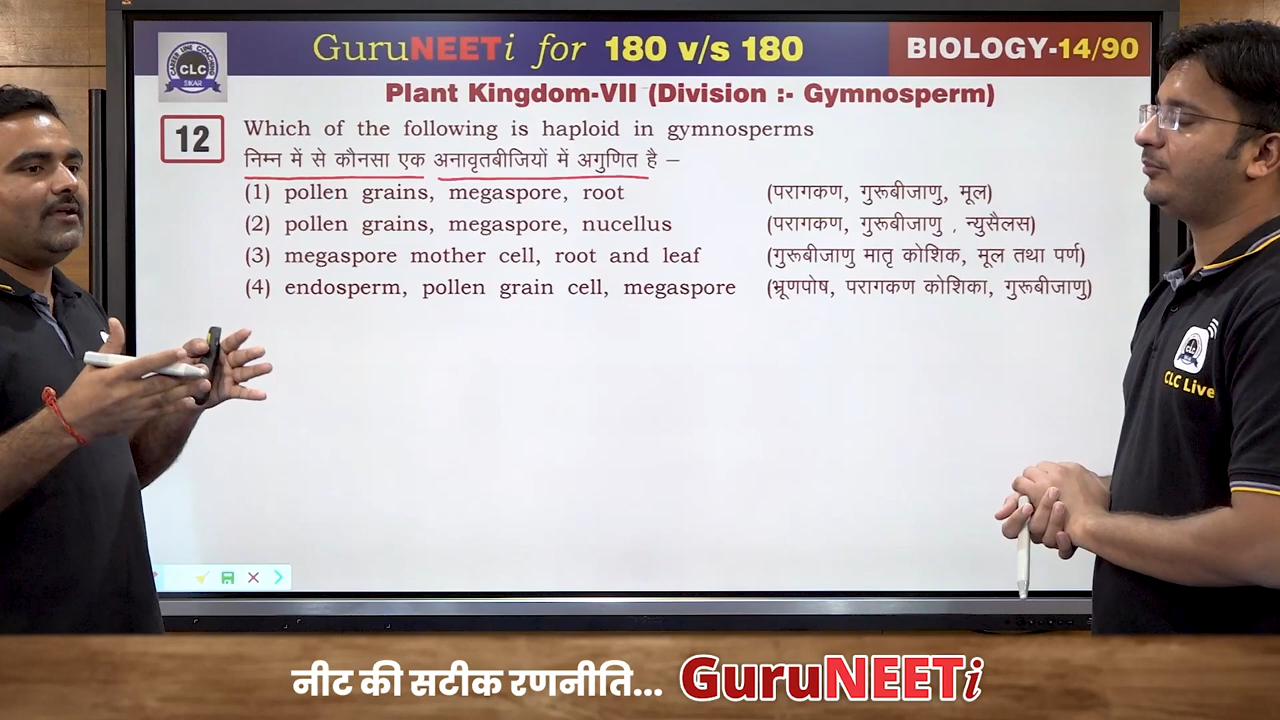 GuruNEETi for 180 v/s 180 BIOLOGY-14/90
CLC
SIKAR
Plant Kingdom-VII (Division :- Gymnosperm)
12 Which of the following is haploid in gymnosperms
निम्न में से कौनसा एक अनावृतबीजियों में अगुणित है –
(1) pollen grains, megaspore, root (परागकण, गुरूबीजाणु, मूल)
(2) pollen grains, megaspore, nucellus (परागकण, गुरूबीजाणु , न्युसैलस)
(3) megaspore mother cell, root and leaf (गुरूबीजाणु मातृ कोशिक, मूल तथा पर्ण)
(4) endosperm, pollen grain cell, megaspore (भ्रूणपोष, परागकण कोशिका, गुरूबीजाणु)
CLC
CLC Live
नीट की सटीक रणनीति... GuruNEETi